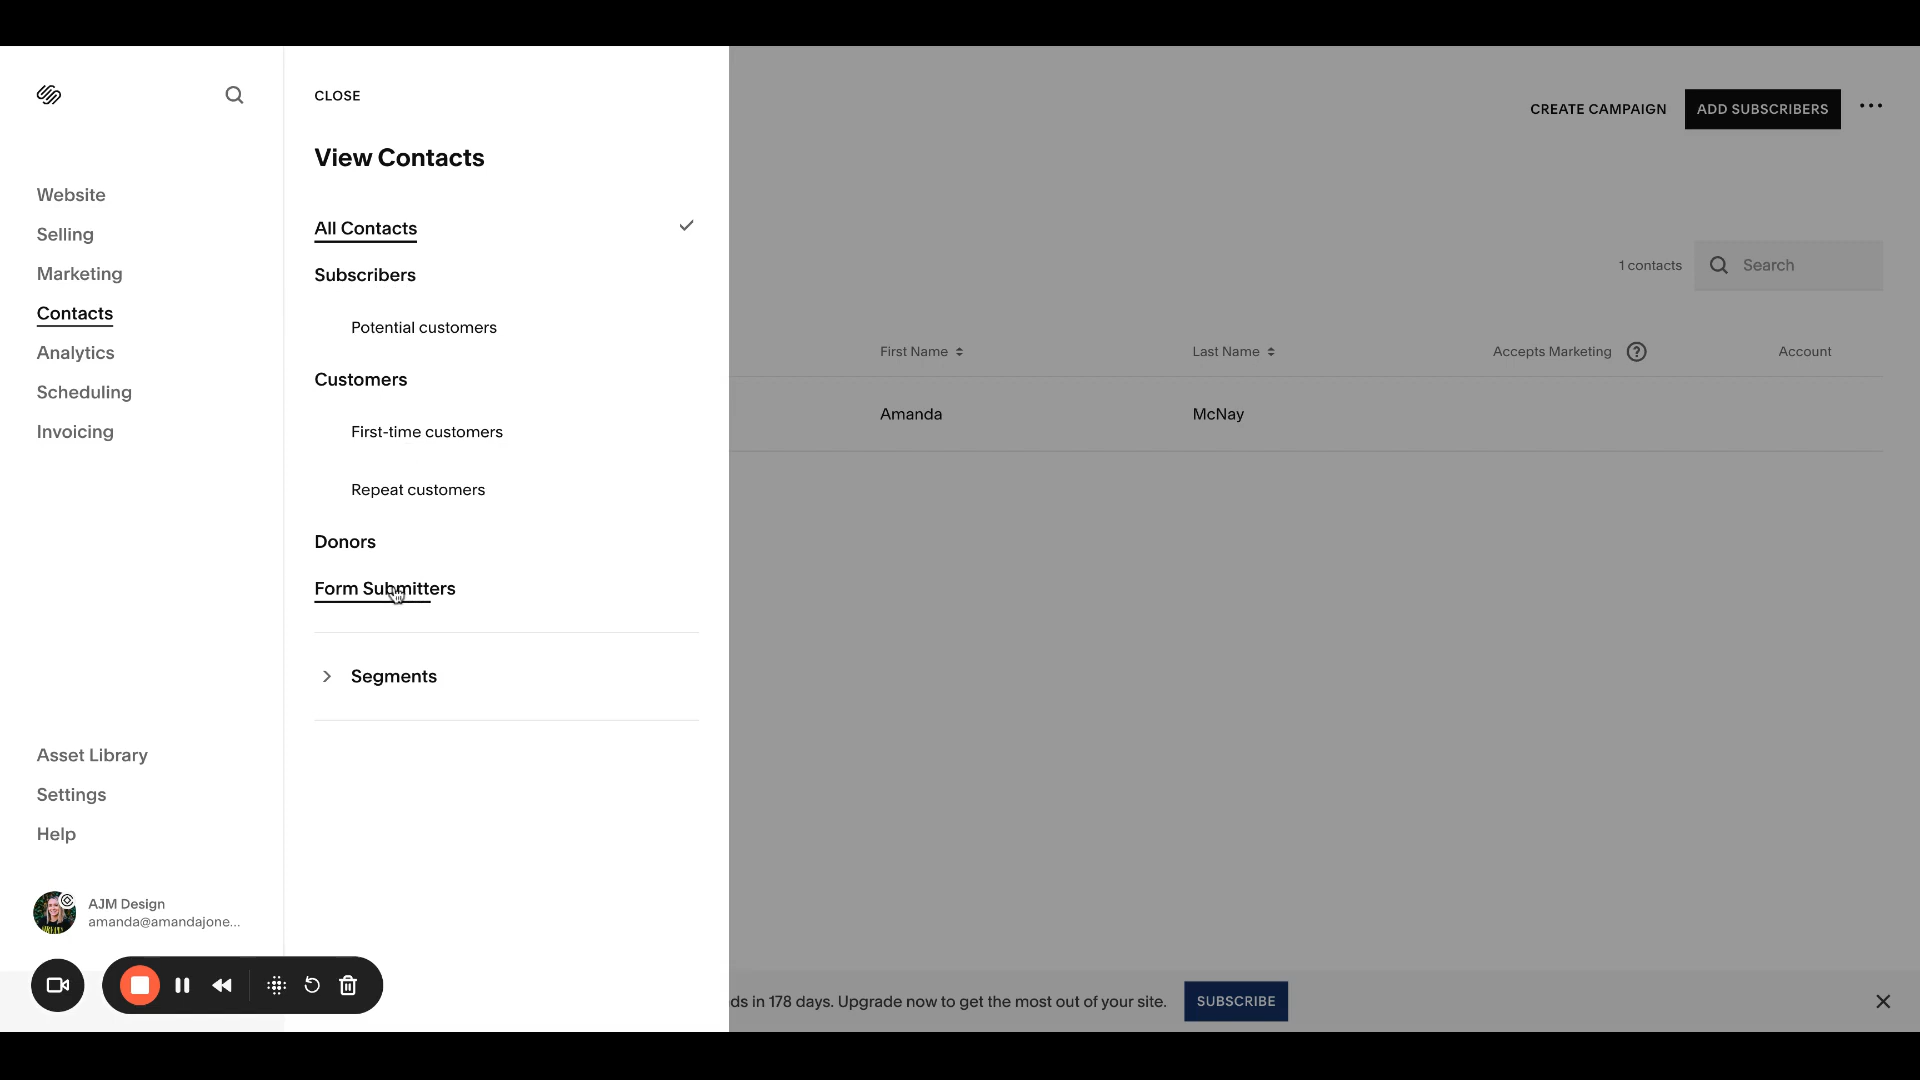 Website
Selling
Marketing
Contacts
Analytics
Scheduling
Invoicing
Asset Library
Settings
Help
AJM Design
amanda@amandajone...
CLOSE
View Contacts
All Contacts
Subscribers
Potential customers
Customers
First-time customers
Repeat customers
Donors
Form Submitters
Segments
CREATE CAMPAIGN
ADD SUBSCRIBERS
1 contacts
Search
First Name
Last Name
Accepts Marketing ?
Account
Amanda
McNay
ds in 178 days. Upgrade now to get the most out of your site.
SUBSCRIBE